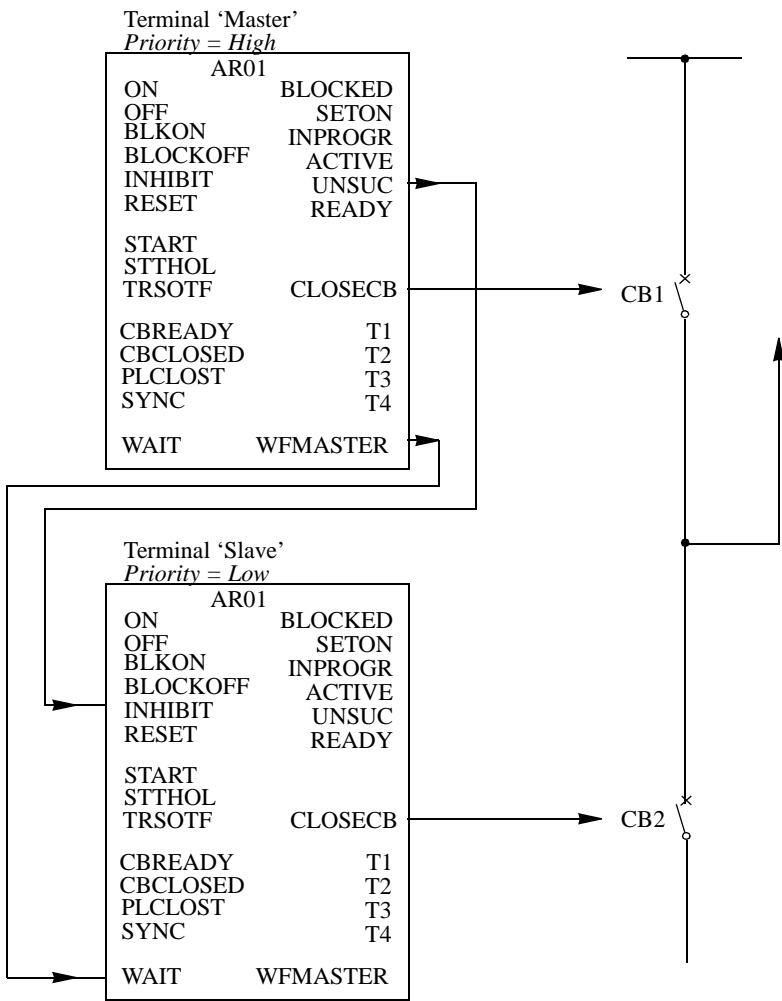 Terminal ‘Master’
Priority = High
AR01
ON BLOCKED
OFF SETON
BLKON INPROGR
BLOCKOFF ACTIVE
INHIBIT UNSUC
RESET READY
START
STTHOL
TRSOTF CLOSECB
CB1
CBREADY T1
CBCLOSED T2
PLCLOST T3
SYNC T4
WAIT WFMASTER
Terminal ‘Slave’
Priority = Low
AR01
ON BLOCKED
OFF SETON
BLKON INPROGR
BLOCKOFF ACTIVE
INHIBIT UNSUC
RESET READY
START
STTHOL
TRSOTF CLOSECB
CB2
CBREADY T1
CBCLOSED T2
PLCLOST T3
SYNC T4
WAIT WFMASTER